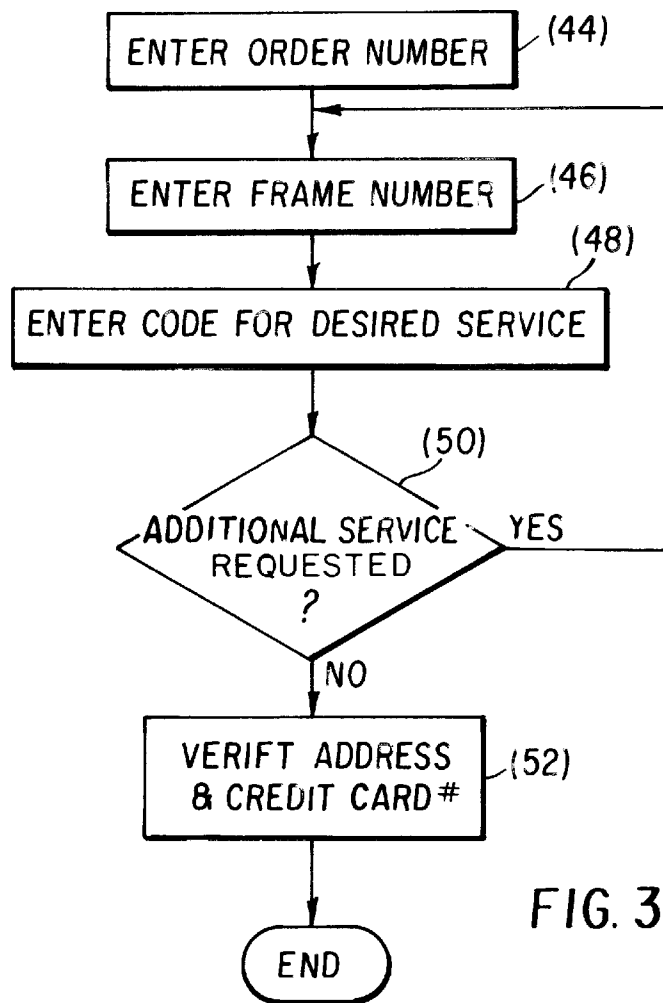 ENTER ORDER NUMBER
(44)
ENTER FRAME NUMBER
(46)
(48)
ENTER CODE FOR DESIRED SERVICE
(50)
ADDITIONAL SERVICE
REQUESTED
?
YES
NO
VERIFT ADDRESS
& CREDIT CARD #
(52)
END
FIG. 3